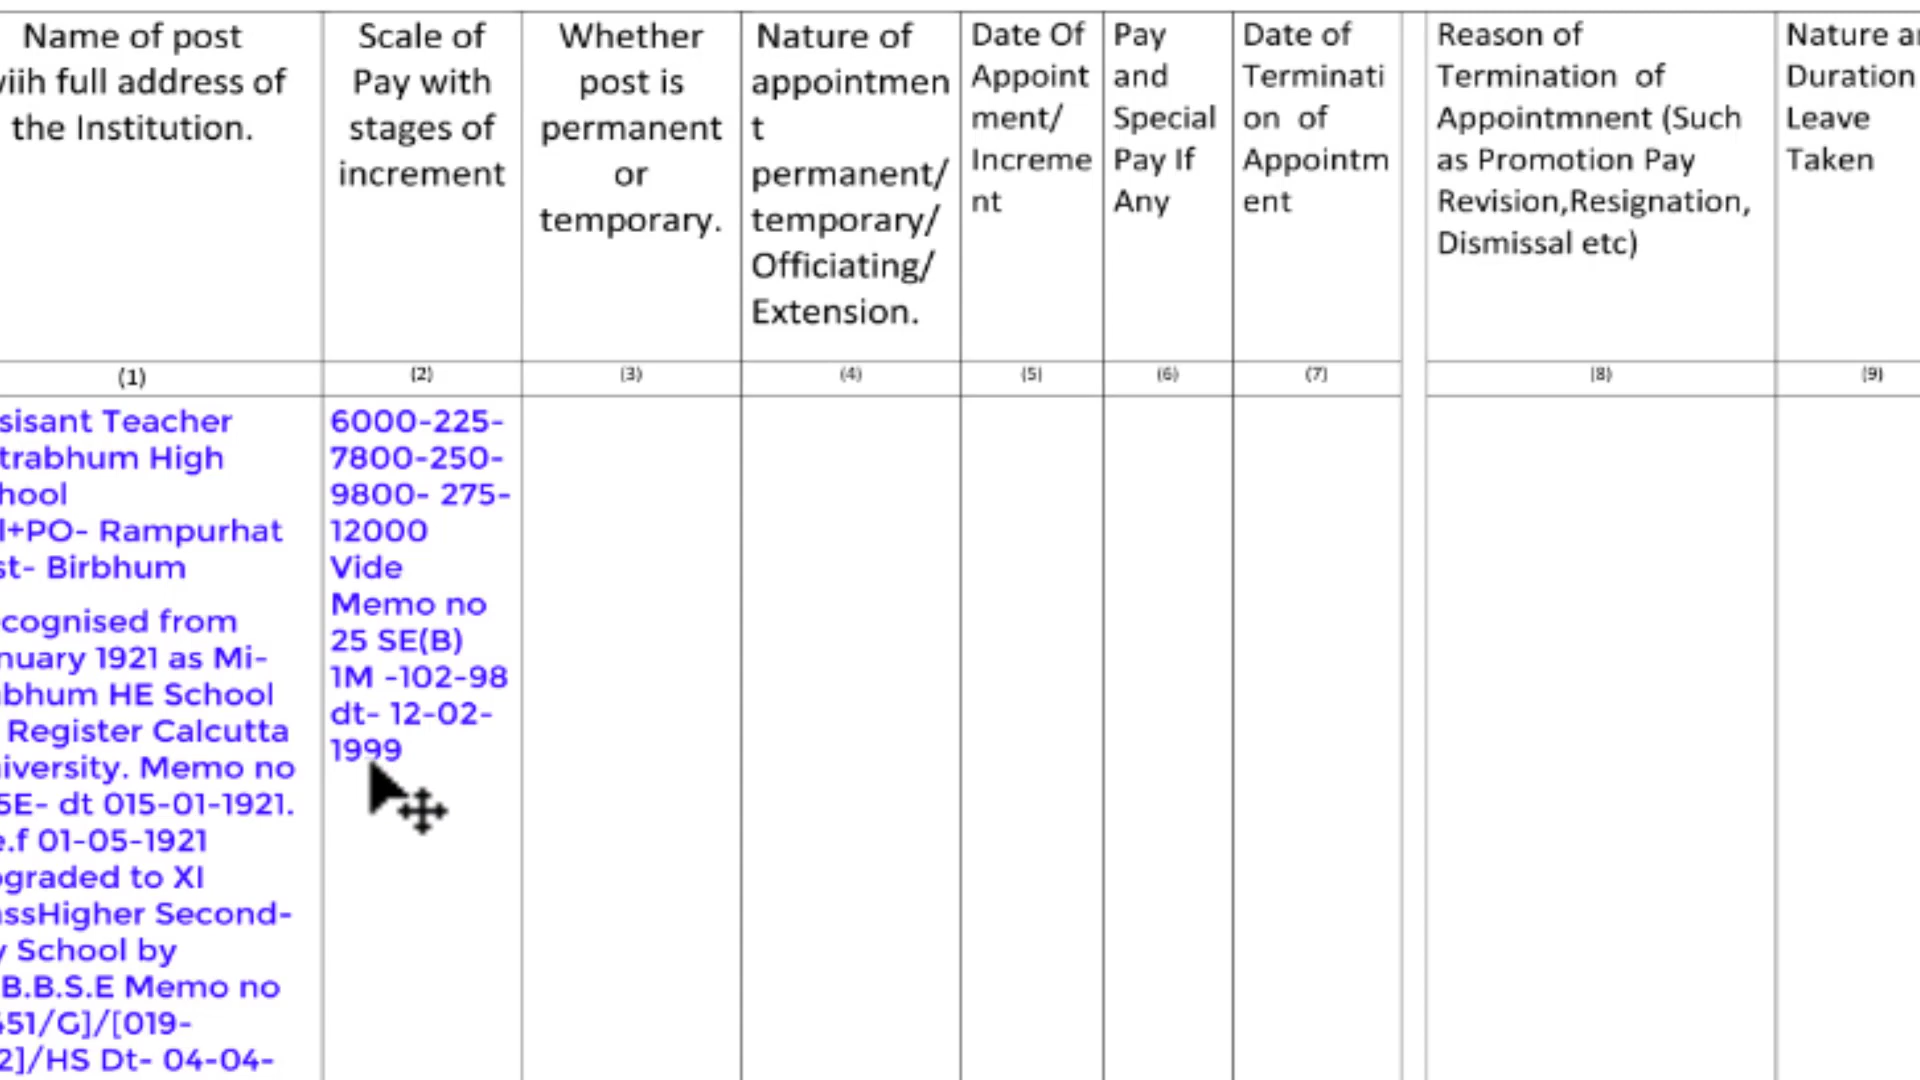 Name of post
wiih full address of
the Institution.
Scale of
Pay with
stages of
increment
Whether
post is
permanent
or
temporary.
Nature of
appointmen
t
permanent/
temporary/
Officiating/
Extension.
Date Of
Appoint
ment/
Increme
nt
Pay
and
Special
Pay If
Any
Date of
Terminati
on of
Appointm
ent
Reason of
Termination of
Appointmnent (Such
as Promotion Pay
Revision,Resignation,
Dismissal etc)
Nature
Duration
Leave
Taken
(1)
(2)
(3)
(4)
(5)
(6)
(7)
(8)
(9)
sisant Teacher
trabhum High
hool
l+PO- Rampurhat
st- Birbhum
cognised from
nuary 1921 as Mi-
abhum HE School
Register Calcutta
iversity. Memo no
5E- dt 015-01-1921.
e.f 01-05-1921
graded to XI
assHigher Second-
y School by
B.B.S.E Memo no
451/G]/[019-
2]/HS Dt- 04-04-
6000-225-
7800-250-
9800- 275-
12000
Vide
Memo no
25 SE(B)
1M -102-98
dt- 12-02-
1999